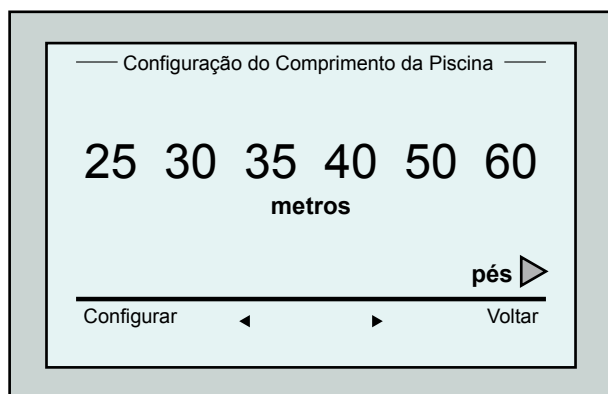 Configuração do Comprimento da Piscina
25 30 35 40 50 60
metros
pés
Configurar Voltar